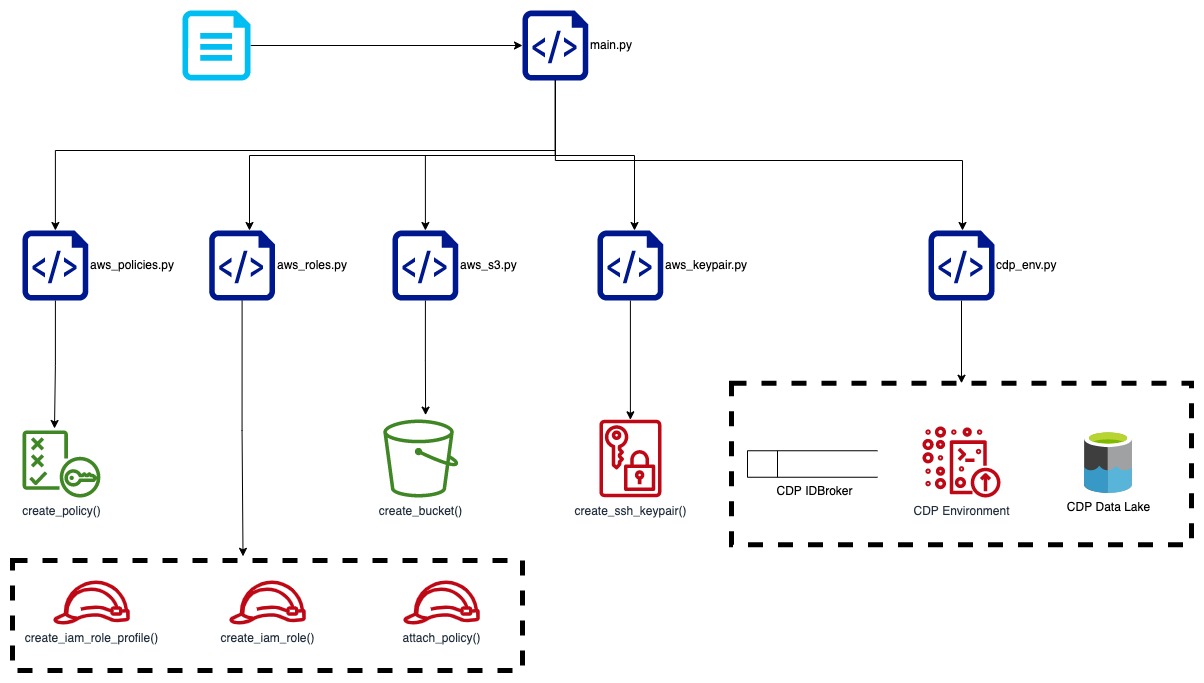 main.py
aws_policies.py
aws_roles.py
aws_s3.py
aws_keypair.py
cdp_env.py
create_policy()
create_bucket()
create_ssh_keypair()
CDP IDBroker
CDP Environment
CDP Data Lake
create_iam_role_profile()
create_iam_role()
attach_policy()